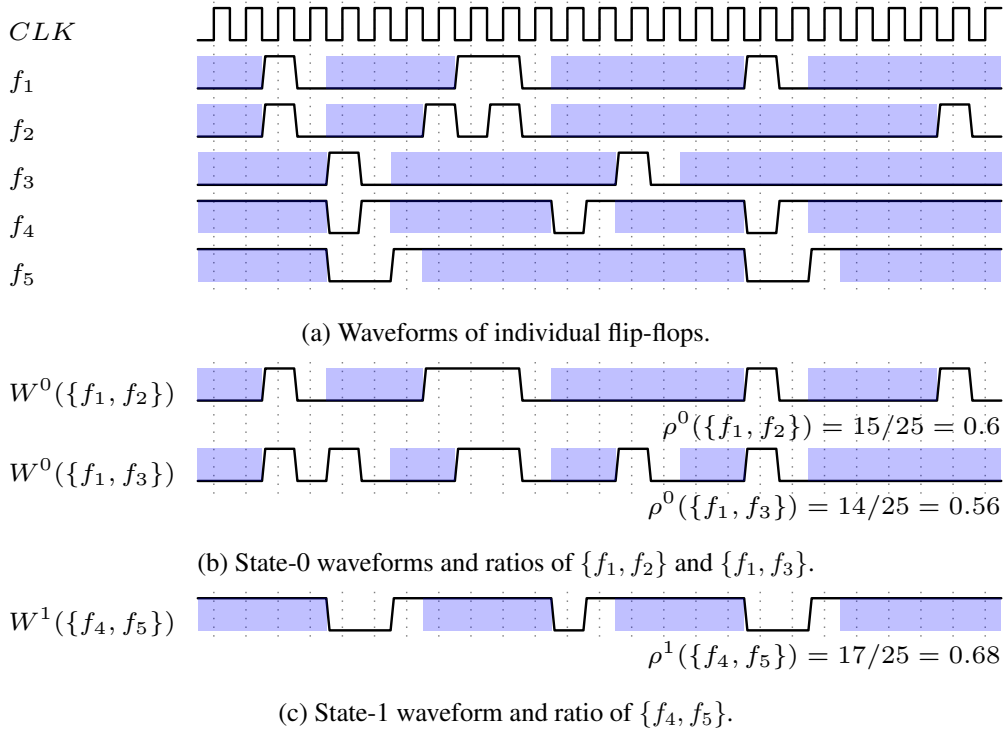 CLK
f₁
f₂
f₃
f₄
f₅
(a) Waveforms of individual flip-flops.
W⁰({f₁, f₂})
ρ⁰({f₁, f₂}) = 15/25 = 0.6
W⁰({f₁, f₃})
ρ⁰({f₁, f₃}) = 14/25 = 0.56
(b) State-0 waveforms and ratios of {f₁, f₂} and {f₁, f₃}.
W¹({f₄, f₅})
ρ¹({f₄, f₅}) = 17/25 = 0.68
(c) State-1 waveform and ratio of {f₄, f₅}.